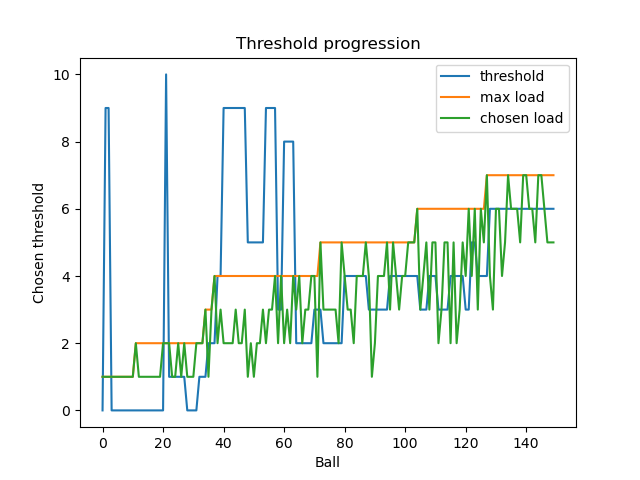 Threshold progression
threshold
max load
chosen load
Chosen threshold
10
8
6
4
2
0
0 20 40 60 80 100 120 140
Ball